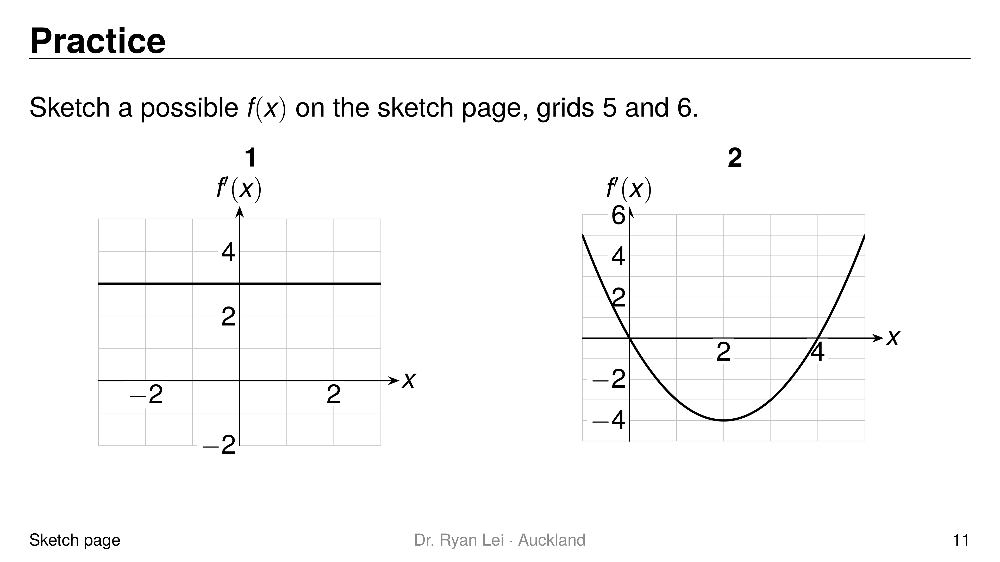 Practice
Sketch a possible f(x) on the sketch page, grids 5 and 6.
1
f′(x)
4
2
−2
2
x
−2
2
f′(x)
6
4
2
2
4
x
−2
−4
Sketch page
Dr. Ryan Lei · Auckland
11